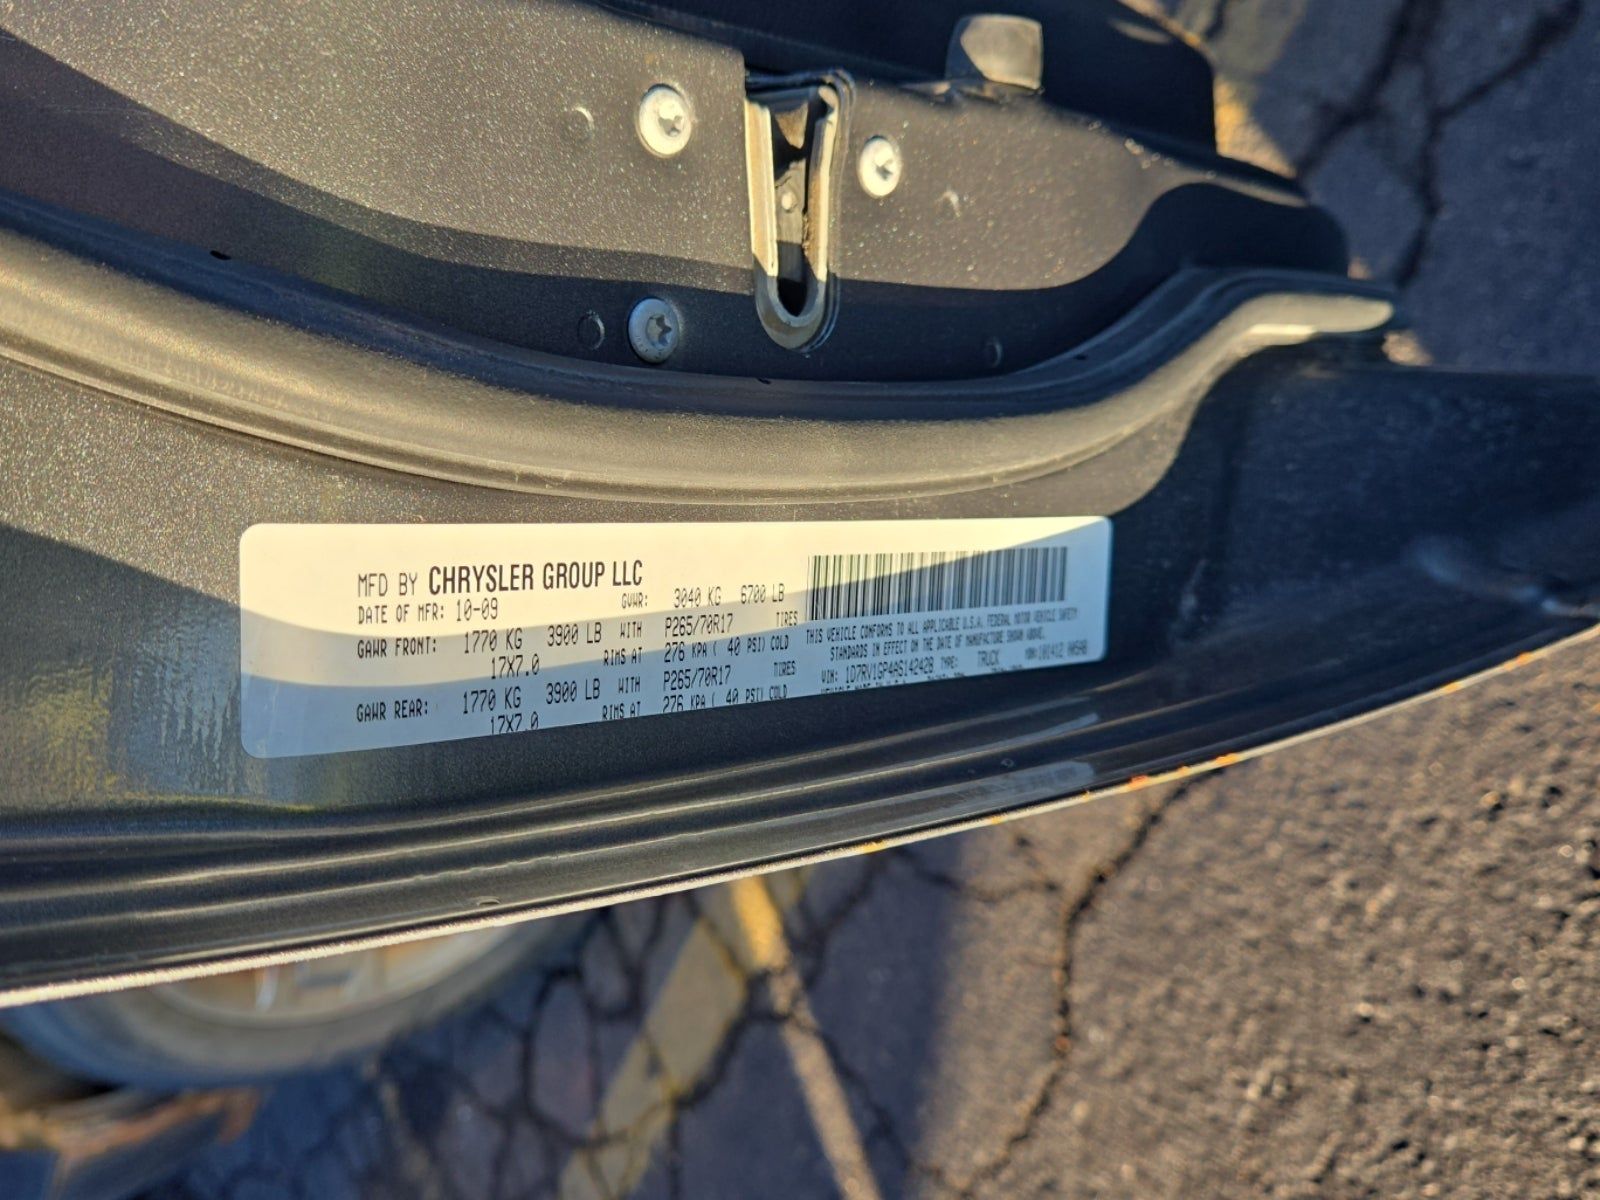 MFD BY CHRYSLER GROUP LLC
DATE OF MFR: 10-09 GVWR: 3040 KG 6700 LB
GAWR FRONT: 1770 KG 3900 LB WITH P265/70R17 TIRES
17X7.0 RIMS AT 276 KPA ( 40 PSI) COLD
GAWR REAR: 1770 KG 3900 LB WITH P265/70R17 TIRES
17X7.0 RIMS AT 276 KPA ( 40 PSI) COLD
THIS VEHICLE CONFORMS TO ALL APPLICABLE U.S.A. FEDERAL MOTOR VEHICLE SAFETY
STANDARDS IN EFFECT ON THE DATE OF MANUFACTURE SHOWN ABOVE.
VIN: 1D7RV1GP4AS142428 TYPE: TRUCK